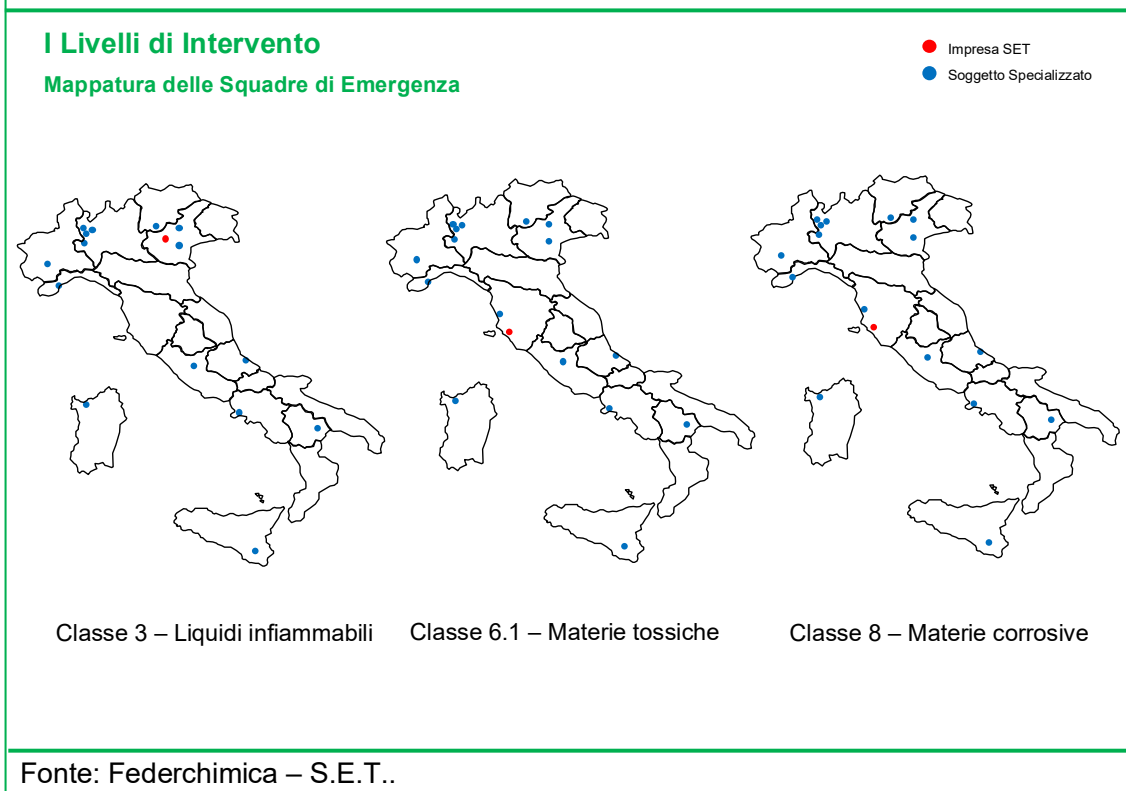 I Livelli di Intervento
Mappatura delle Squadre di Emergenza
Impresa SET
Soggetto Specializzato
Classe 3 – Liquidi infiammabili
Classe 6.1 – Materie tossiche
Classe 8 – Materie corrosive
Fonte: Federchimica – S.E.T..